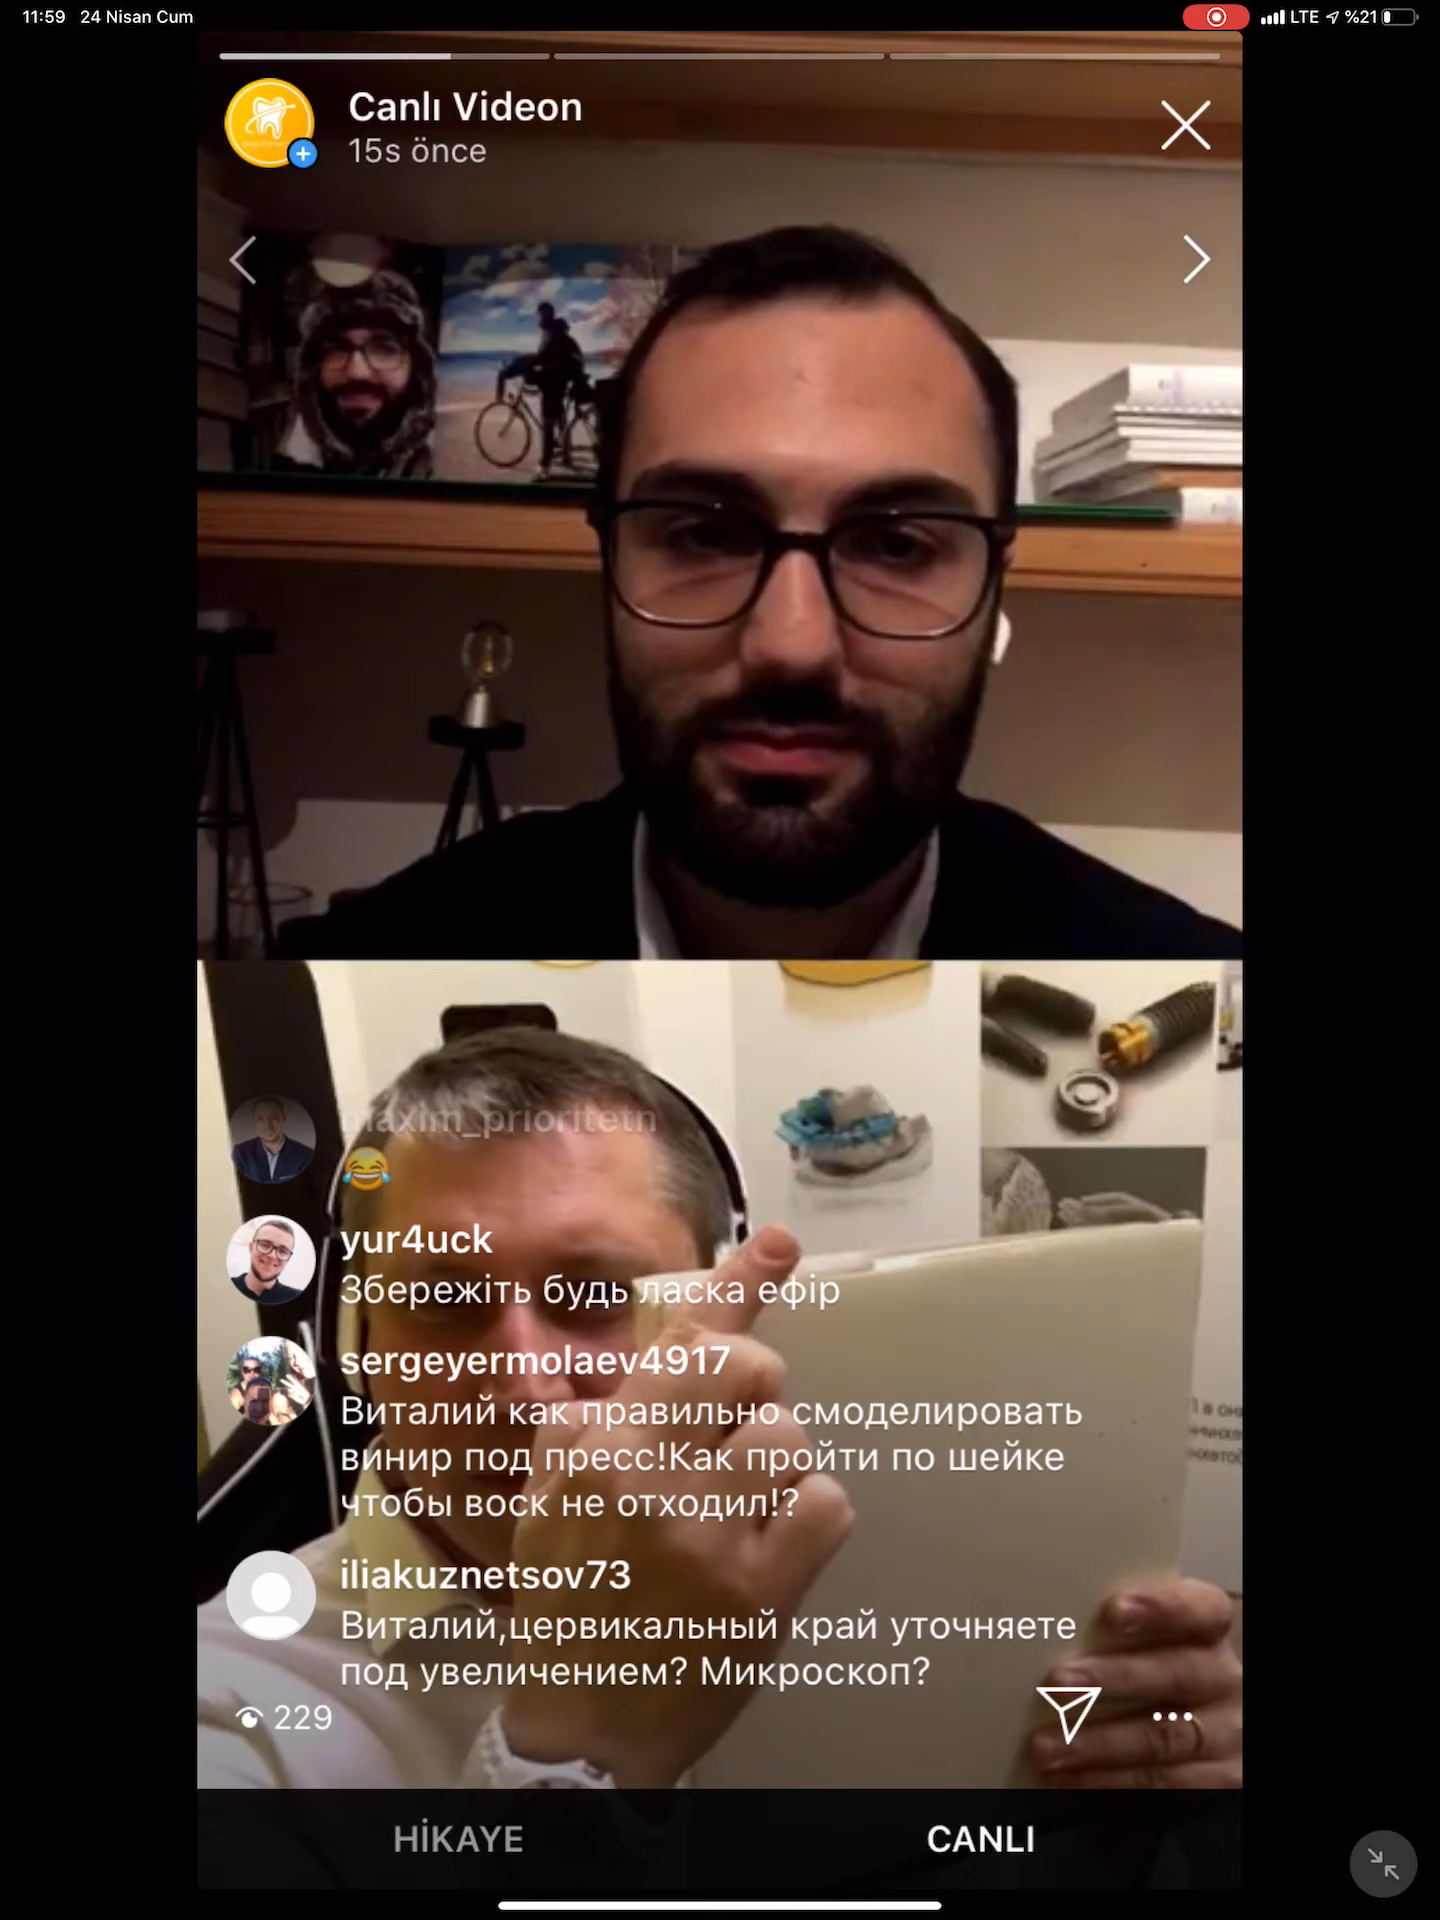 11:59 24 Nisan Cum
LTE %21
Canlı Videon
15s önce
maxim_prioritetn
😂
yur4uck
Збережіть будь ласка ефір
sergeyermolaev4917
Виталий как правильно смоделировать
винир под пресс!Как пройти по шейке
чтобы воск не отходил!?
iliakuznetsov73
Виталий,цервикальный край уточняете
под увеличением? Микроскоп?
229
HİKAYE CANLI